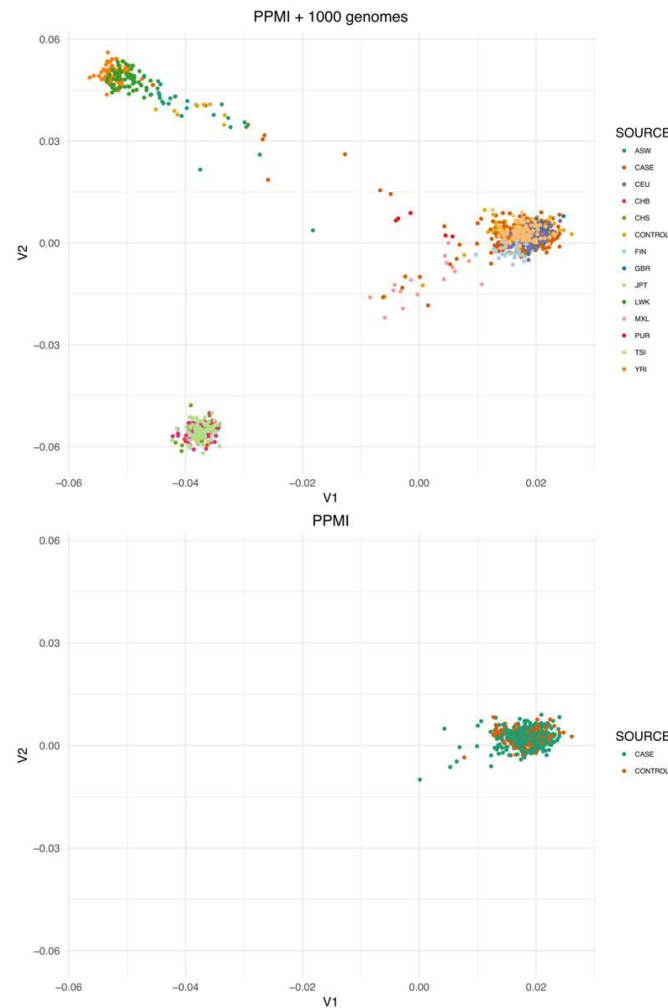 PPMI + 1000 genomes
0.06
0.03
0.00
−0.03
−0.06
V2
−0.06
−0.04
−0.02
0.00
0.02
V1
SOURCE
ASW
CASE
CEU
CHB
CHS
CONTROL
FIN
GBR
JPT
LWK
MXL
PUR
TSI
YRI
PPMI
0.06
0.03
0.00
−0.03
−0.06
V2
−0.06
−0.04
−0.02
0.00
0.02
V1
SOURCE
CASE
CONTROL